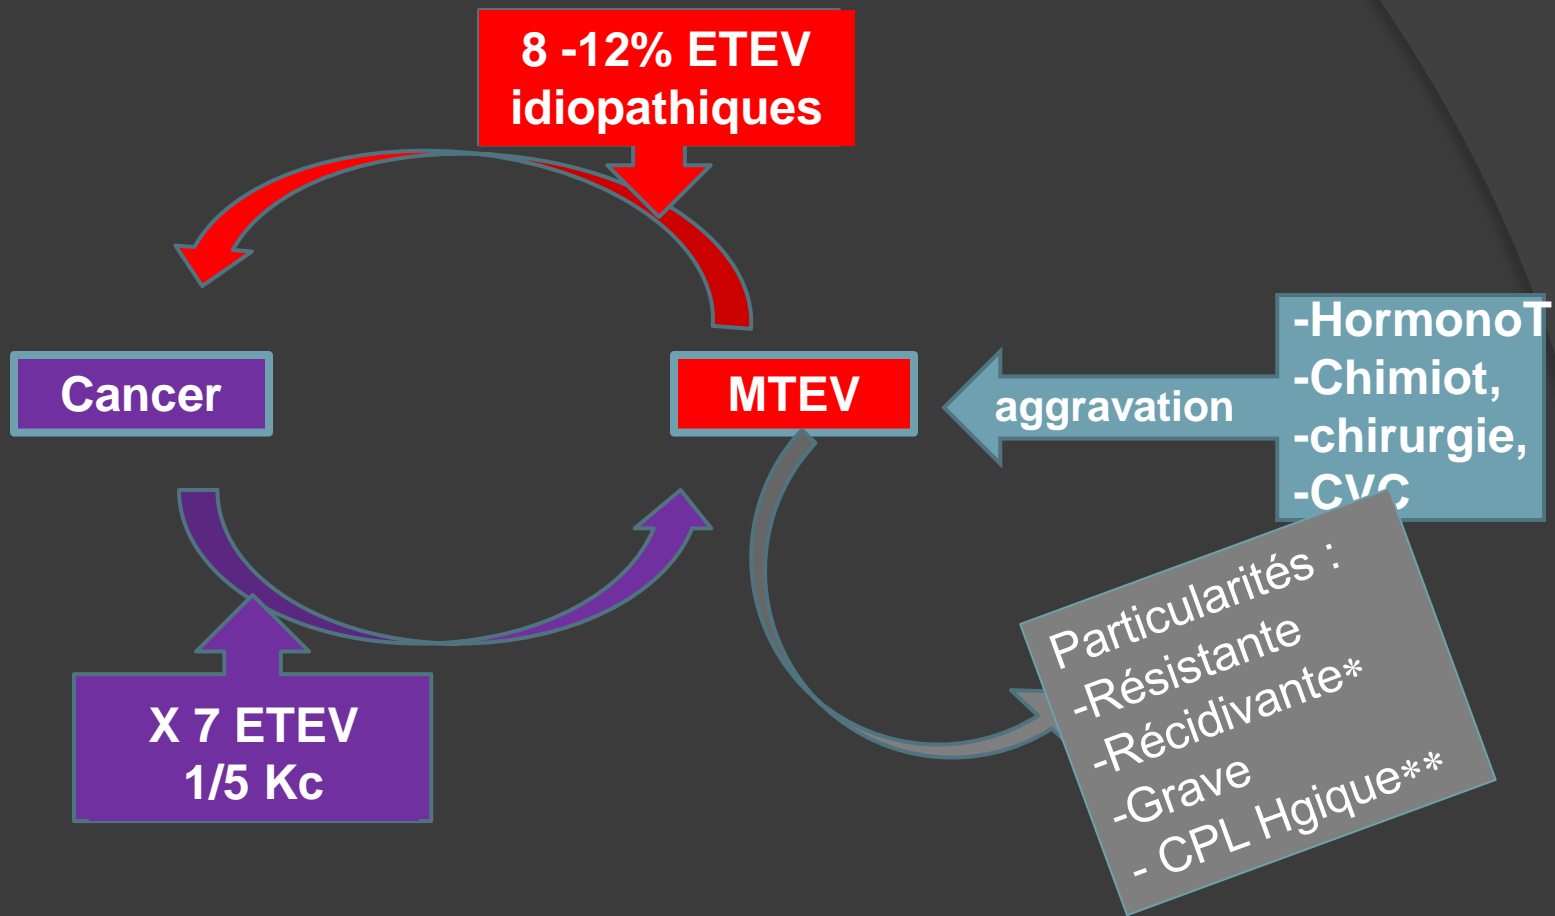 8 -12% ETEV
idiopathiques
Cancer
MTEV
aggravation
-HormonoT
-Chimiot,
-chirurgie,
-CVC
X 7 ETEV
1/5 Kc
Particularités :
-Résistante
-Récidivante*
-Grave
- CPL Hgique**